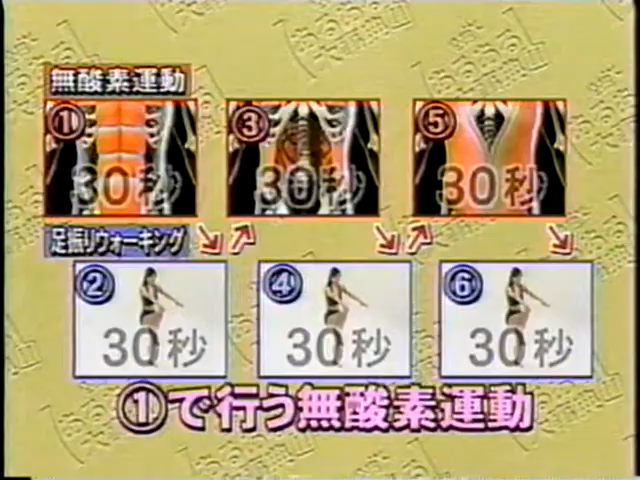 無酸素運動
① ③ ⑤
30秒 30秒 30秒
足振りウォーキング
② ④ ⑥
30秒 30秒 30秒
①で行う無酸素運動